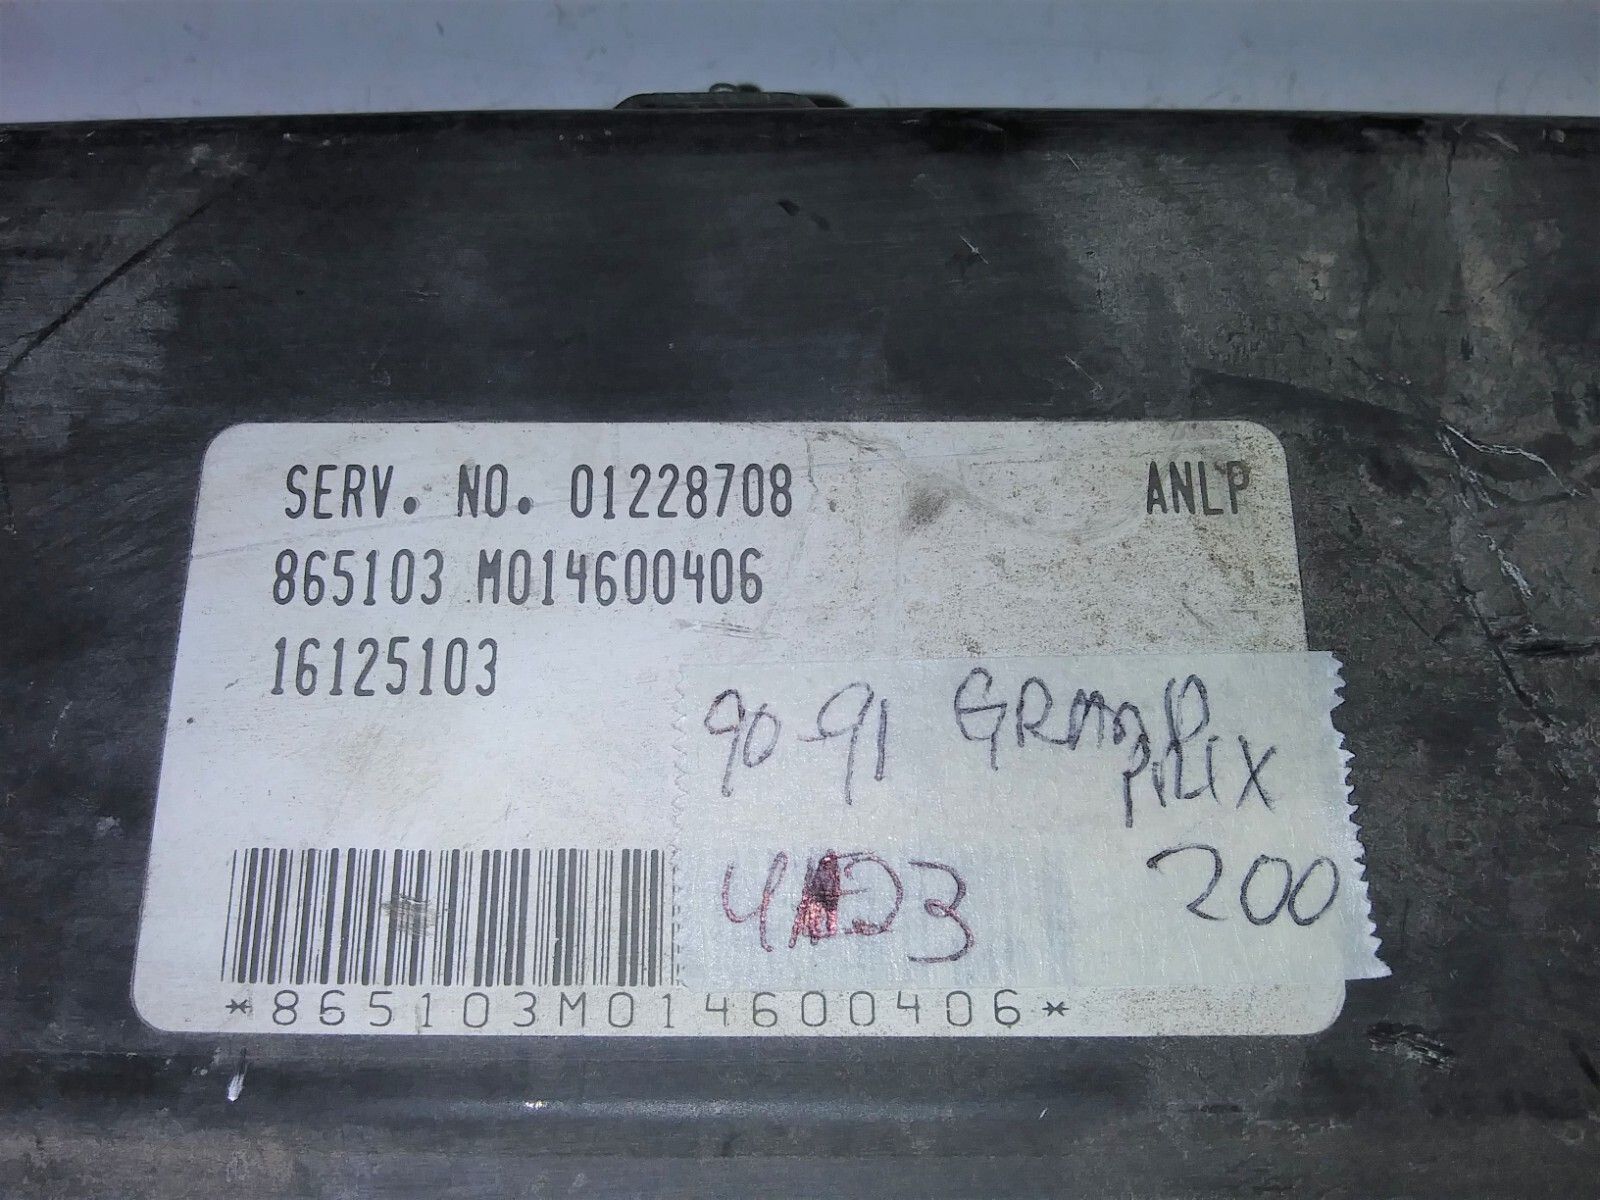 SERV. NO. 01228708 ANLP
865103 M014600406
16125103
90-91 GRAND
PRIX
200
*865103M014600406*